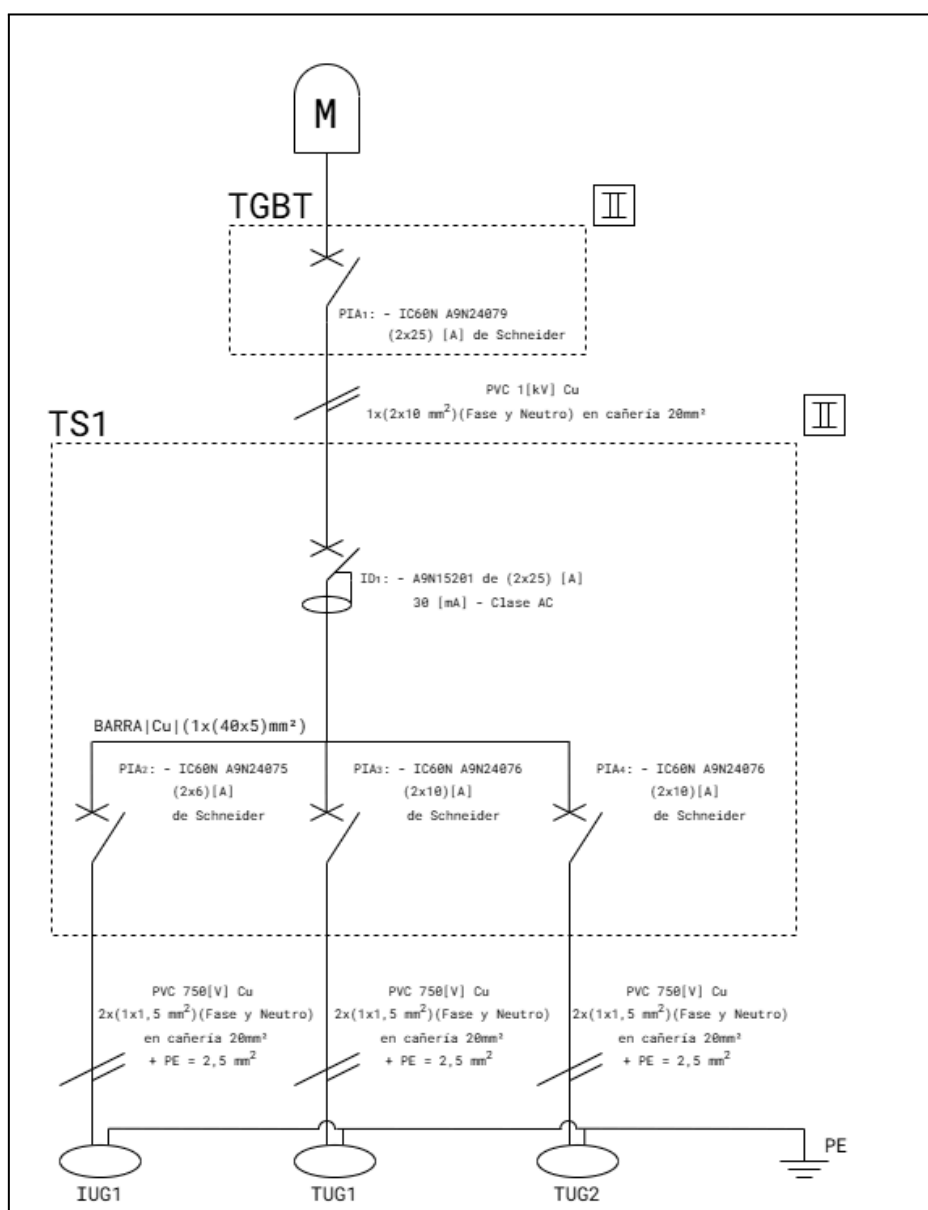 M
TGBT
II
PIA₁: - IC60N A9N24079
(2x25) [A] de Schneider
PVC 1[kV] Cu
1x(2x10 mm²)(Fase y Neutro) en cañería 20mm²
TS1
II
ID₁: - A9N15201 de (2x25) [A]
30 [mA] - Clase AC
BARRA|Cu|(1x(40x5)mm²)
PIA₂: - IC60N A9N24075
(2x6)[A]
de Schneider
PIA₃: - IC60N A9N24076
(2x10)[A]
de Schneider
PIA₄: - IC60N A9N24076
(2x10)[A]
de Schneider
PVC 750[V] Cu
2x(1x1,5 mm²)(Fase y Neutro)
en cañería 20mm²
+ PE = 2,5 mm²
PVC 750[V] Cu
2x(1x1,5 mm²)(Fase y Neutro)
en cañería 20mm²
+ PE = 2,5 mm²
PVC 750[V] Cu
2x(1x1,5 mm²)(Fase y Neutro)
en cañería 20mm²
+ PE = 2,5 mm²
PE
IUG1
TUG1
TUG2